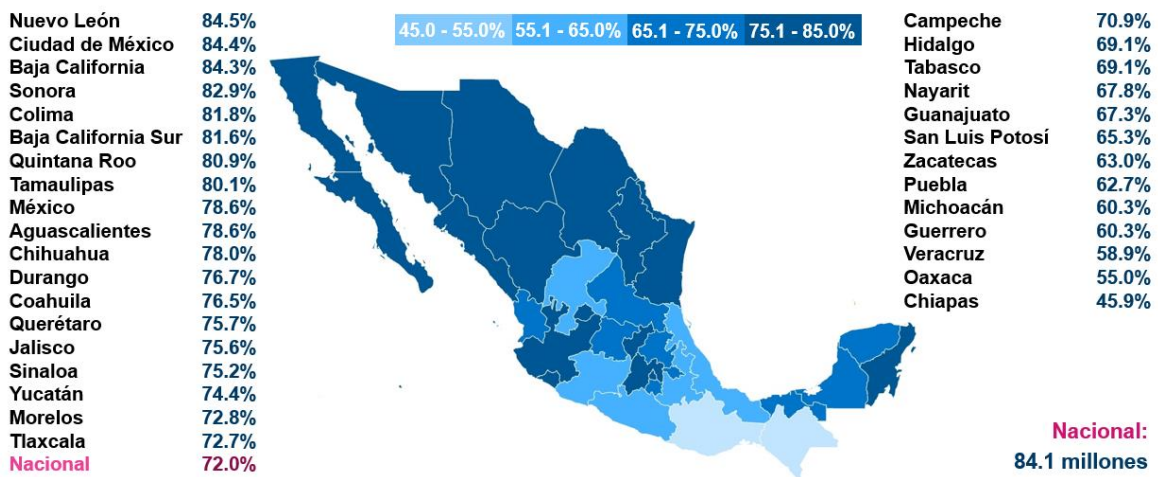 Nuevo León 84.5%
Ciudad de México 84.4%
Baja California 84.3%
Sonora 82.9%
Colima 81.8%
Baja California Sur 81.6%
Quintana Roo 80.9%
Tamaulipas 80.1%
México 78.6%
Aguascalientes 78.6%
Chihuahua 78.0%
Durango 76.7%
Coahuila 76.5%
Querétaro 75.7%
Jalisco 75.6%
Sinaloa 75.2%
Yucatán 74.4%
Morelos 72.8%
Tlaxcala 72.7%
Nacional 72.0%
45.0 - 55.0% 55.1 - 65.0% 65.1 - 75.0% 75.1 - 85.0%
Campeche 70.9%
Hidalgo 69.1%
Tabasco 69.1%
Nayarit 67.8%
Guanajuato 67.3%
San Luis Potosí 65.3%
Zacatecas 63.0%
Puebla 62.7%
Michoacán 60.3%
Guerrero 60.3%
Veracruz 58.9%
Oaxaca 55.0%
Chiapas 45.9%
Nacional:
84.1 millones